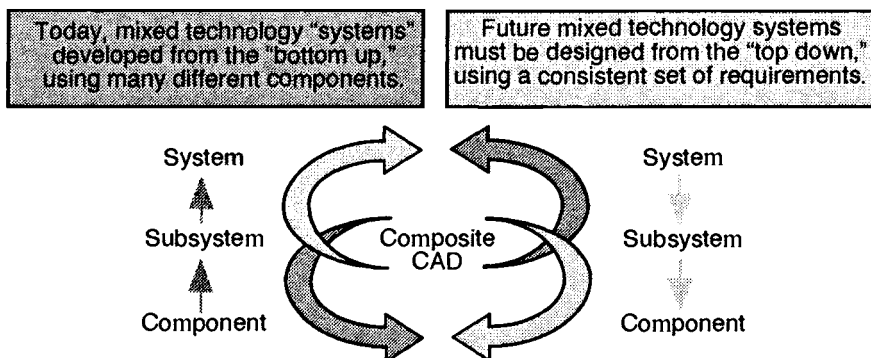 Today, mixed technology “systems”
developed from the “bottom up,”
using many different components.
Future mixed technology systems
must be designed from the “top down,”
using a consistent set of requirements.
System
Subsystem
Component
Composite
CAD
System
Subsystem
Component